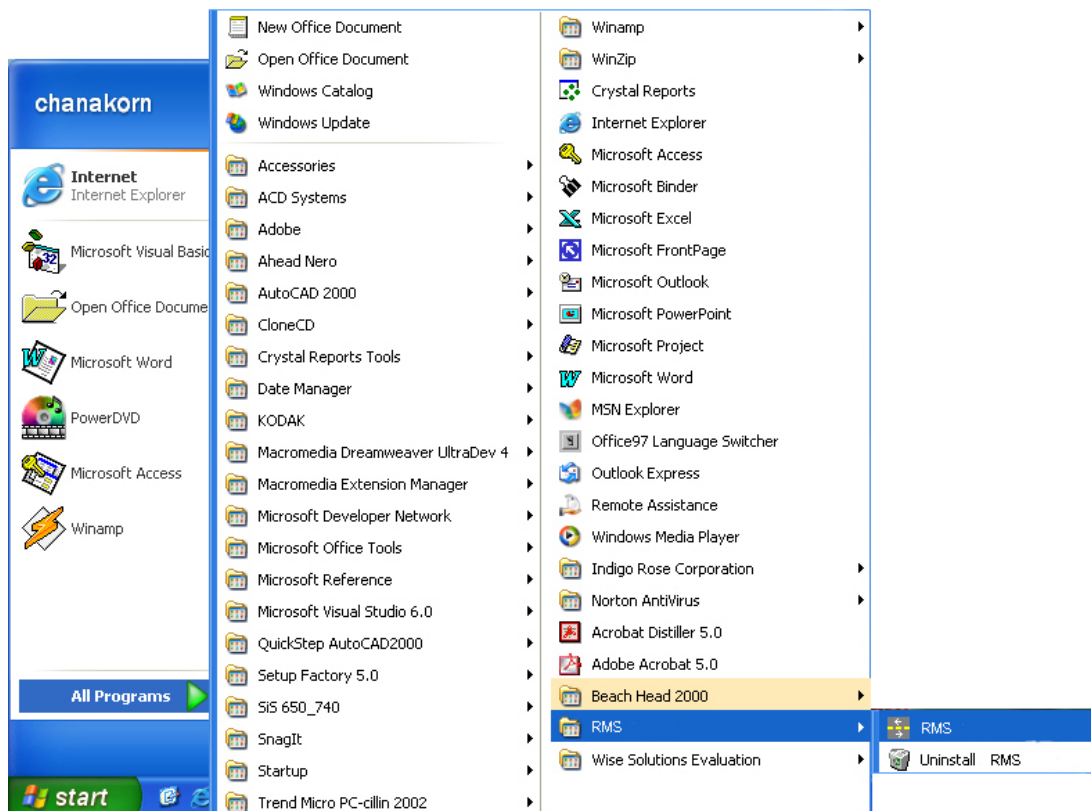 chanakorn
Internet
Internet Explorer
Microsoft Visual Basic
Open Office Docume
Microsoft Word
PowerDVD
Microsoft Access
Winamp
All Programs
start
New Office Document
Open Office Document
Windows Catalog
Windows Update
Accessories
ACD Systems
Adobe
Ahead Nero
AutoCAD 2000
CloneCD
Crystal Reports Tools
Date Manager
KODAK
Macromedia Dreamweaver UltraDev 4
Macromedia Extension Manager
Microsoft Developer Network
Microsoft Office Tools
Microsoft Reference
Microsoft Visual Studio 6.0
QuickStep AutoCAD2000
Setup Factory 5.0
SiS 650_740
SnagIt
Startup
Trend Micro PC-cillin 2002
Winamp
WinZip
Crystal Reports
Internet Explorer
Microsoft Access
Microsoft Binder
Microsoft Excel
Microsoft FrontPage
Microsoft Outlook
Microsoft PowerPoint
Microsoft Project
Microsoft Word
MSN Explorer
Office97 Language Switcher
Outlook Express
Remote Assistance
Windows Media Player
Indigo Rose Corporation
Norton AntiVirus
Acrobat Distiller 5.0
Adobe Acrobat 5.0
Beach Head 2000
RMS
Wise Solutions Evaluation
RMS
Uninstall RMS